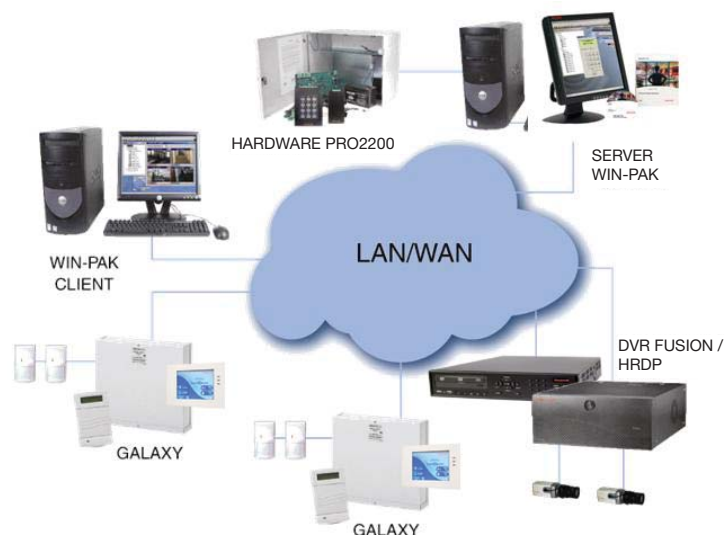 HARDWARE PRO2200
SERVER
WIN-PAK
LAN/WAN
WIN-PAK
CLIENT
DVR FUSION /
HRDP
GALAXY
GALAXY